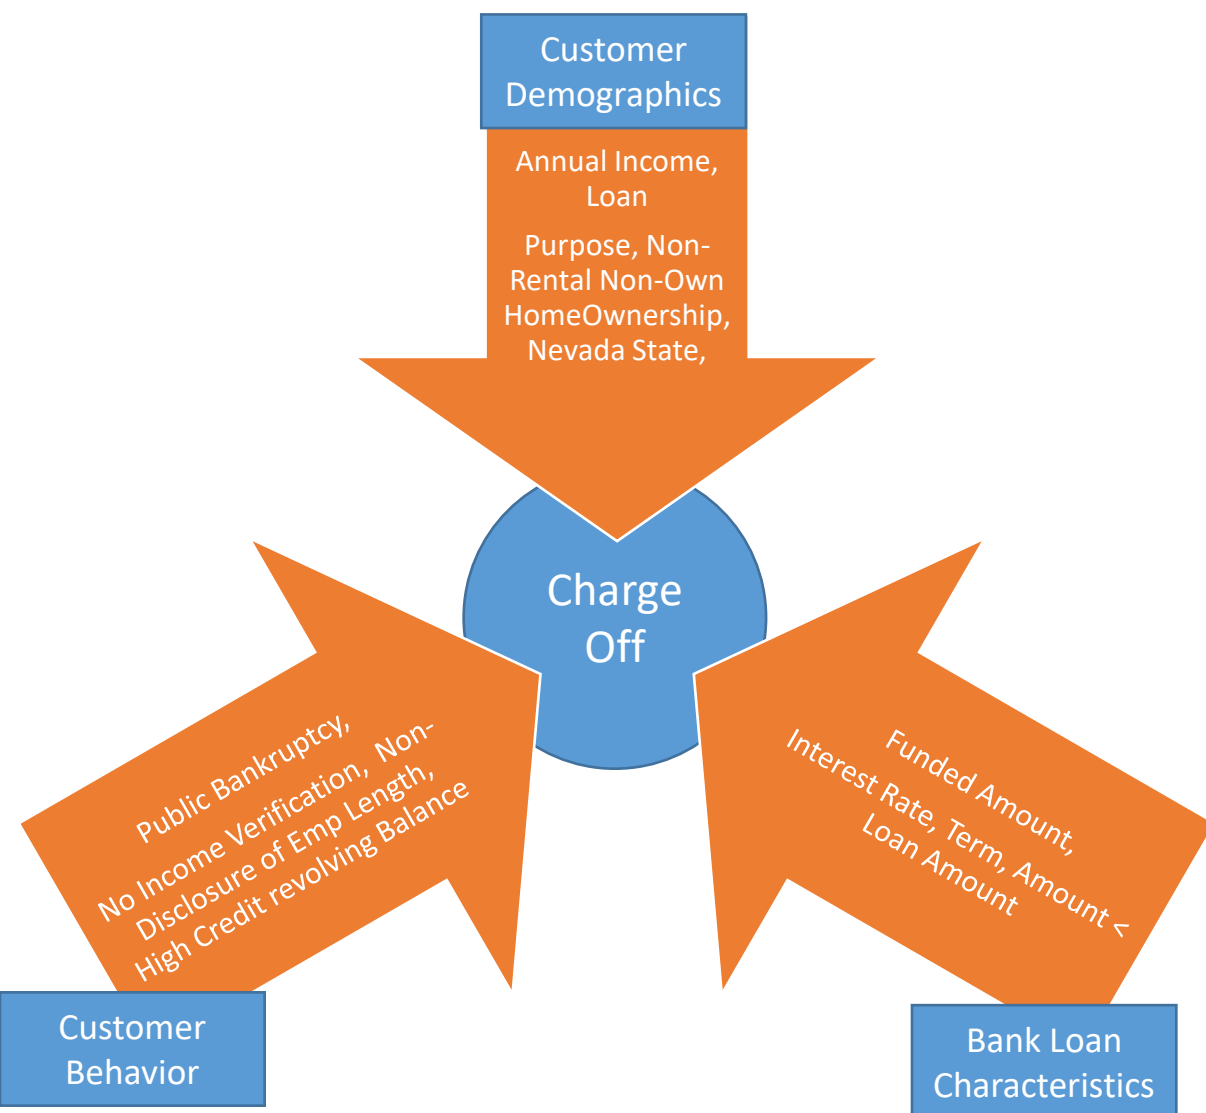 Customer
Demographics
Annual Income,
Loan
Purpose, Non-
Rental Non-Own
HomeOwnership,
Nevada State,
Charge
Off
Public Bankruptcy,
No Income Verification, Non-
Disclosure of Emp Length,
High Credit revolving Balance
Funded Amount,
Interest Rate, Term, Amount <
Loan Amount
Customer
Behavior
Bank Loan
Characteristics